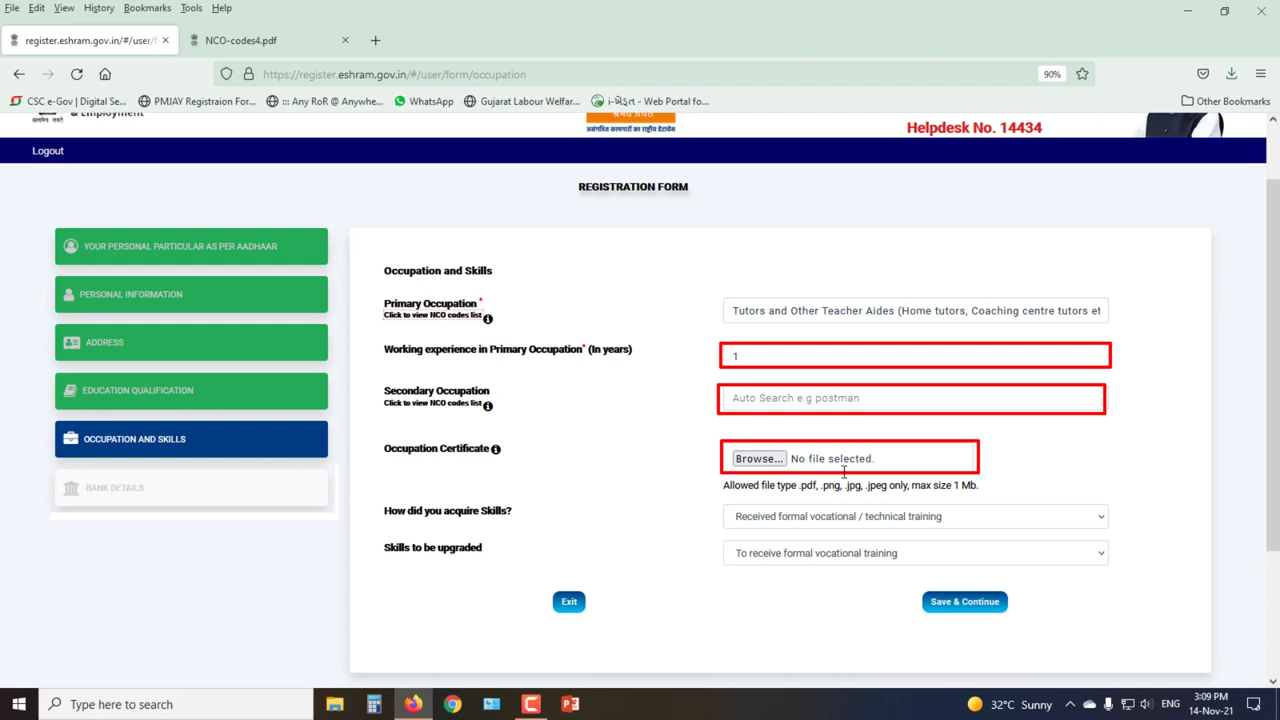 File Edit View History Bookmarks Tools Help
register.eshram.gov.in/#/user/f
NCO-codes4.pdf
https://register.eshram.gov.in/#/user/form/occupation
90%
CSC e-Gov | Digital Se...
PMJAY Registraion For...
::: Any RoR @ Anywhe...
WhatsApp
Gujarat Labour Welfar...
i-ખેડૂત - Web Portal fo...
Other Bookmarks
& Employment
सत्यमेव जयते
असंगठित कामगारों का राष्ट्रीय डेटाबेस
Helpdesk No. 14434
Logout
REGISTRATION FORM
YOUR PERSONAL PARTICULAR AS PER AADHAAR
PERSONAL INFORMATION
ADDRESS
EDUCATION QUALIFICATION
OCCUPATION AND SKILLS
BANK DETAILS
Occupation and Skills
Primary Occupation *
Click to view NCO codes list
Tutors and Other Teacher Aides (Home tutors, Coaching centre tutors et
Working experience in Primary Occupation* (In years)
1
Secondary Occupation
Click to view NCO codes list
Auto Search e.g postman
Occupation Certificate
Browse... No file selected.
Allowed file type .pdf, .png, .jpg, .jpeg only, max size 1 Mb.
How did you acquire Skills?
Received formal vocational / technical training
Skills to be upgraded
To receive formal vocational training
Exit
Save & Continue
Type here to search
32°C Sunny
ENG
3:09 PM
14-Nov-21